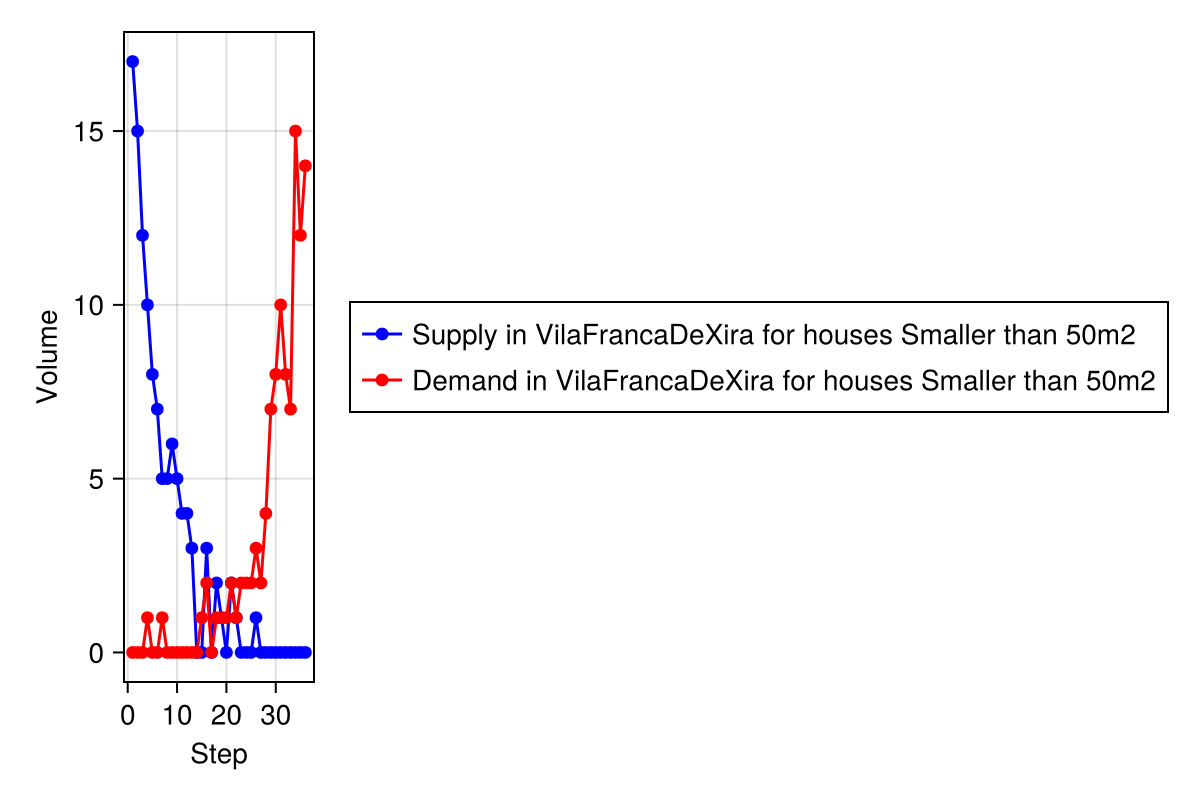 15
10
5
0
Volume
0 10 20 30
Step
Supply in VilaFrancaDeXira for houses Smaller than 50m2
Demand in VilaFrancaDeXira for houses Smaller than 50m2